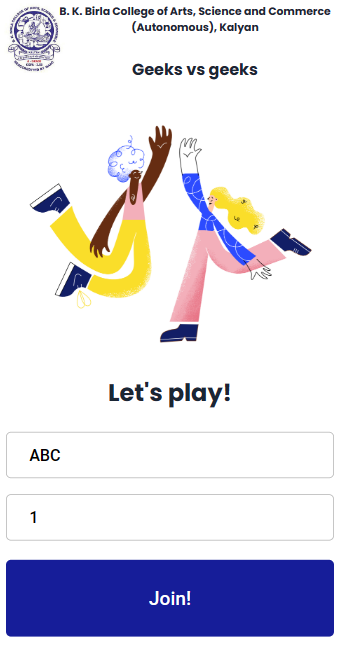 B. K. Birla College of Arts, Science and Commerce
(Autonomous), Kalyan
Geeks vs geeks
Let's play!
ABC
1
Join!